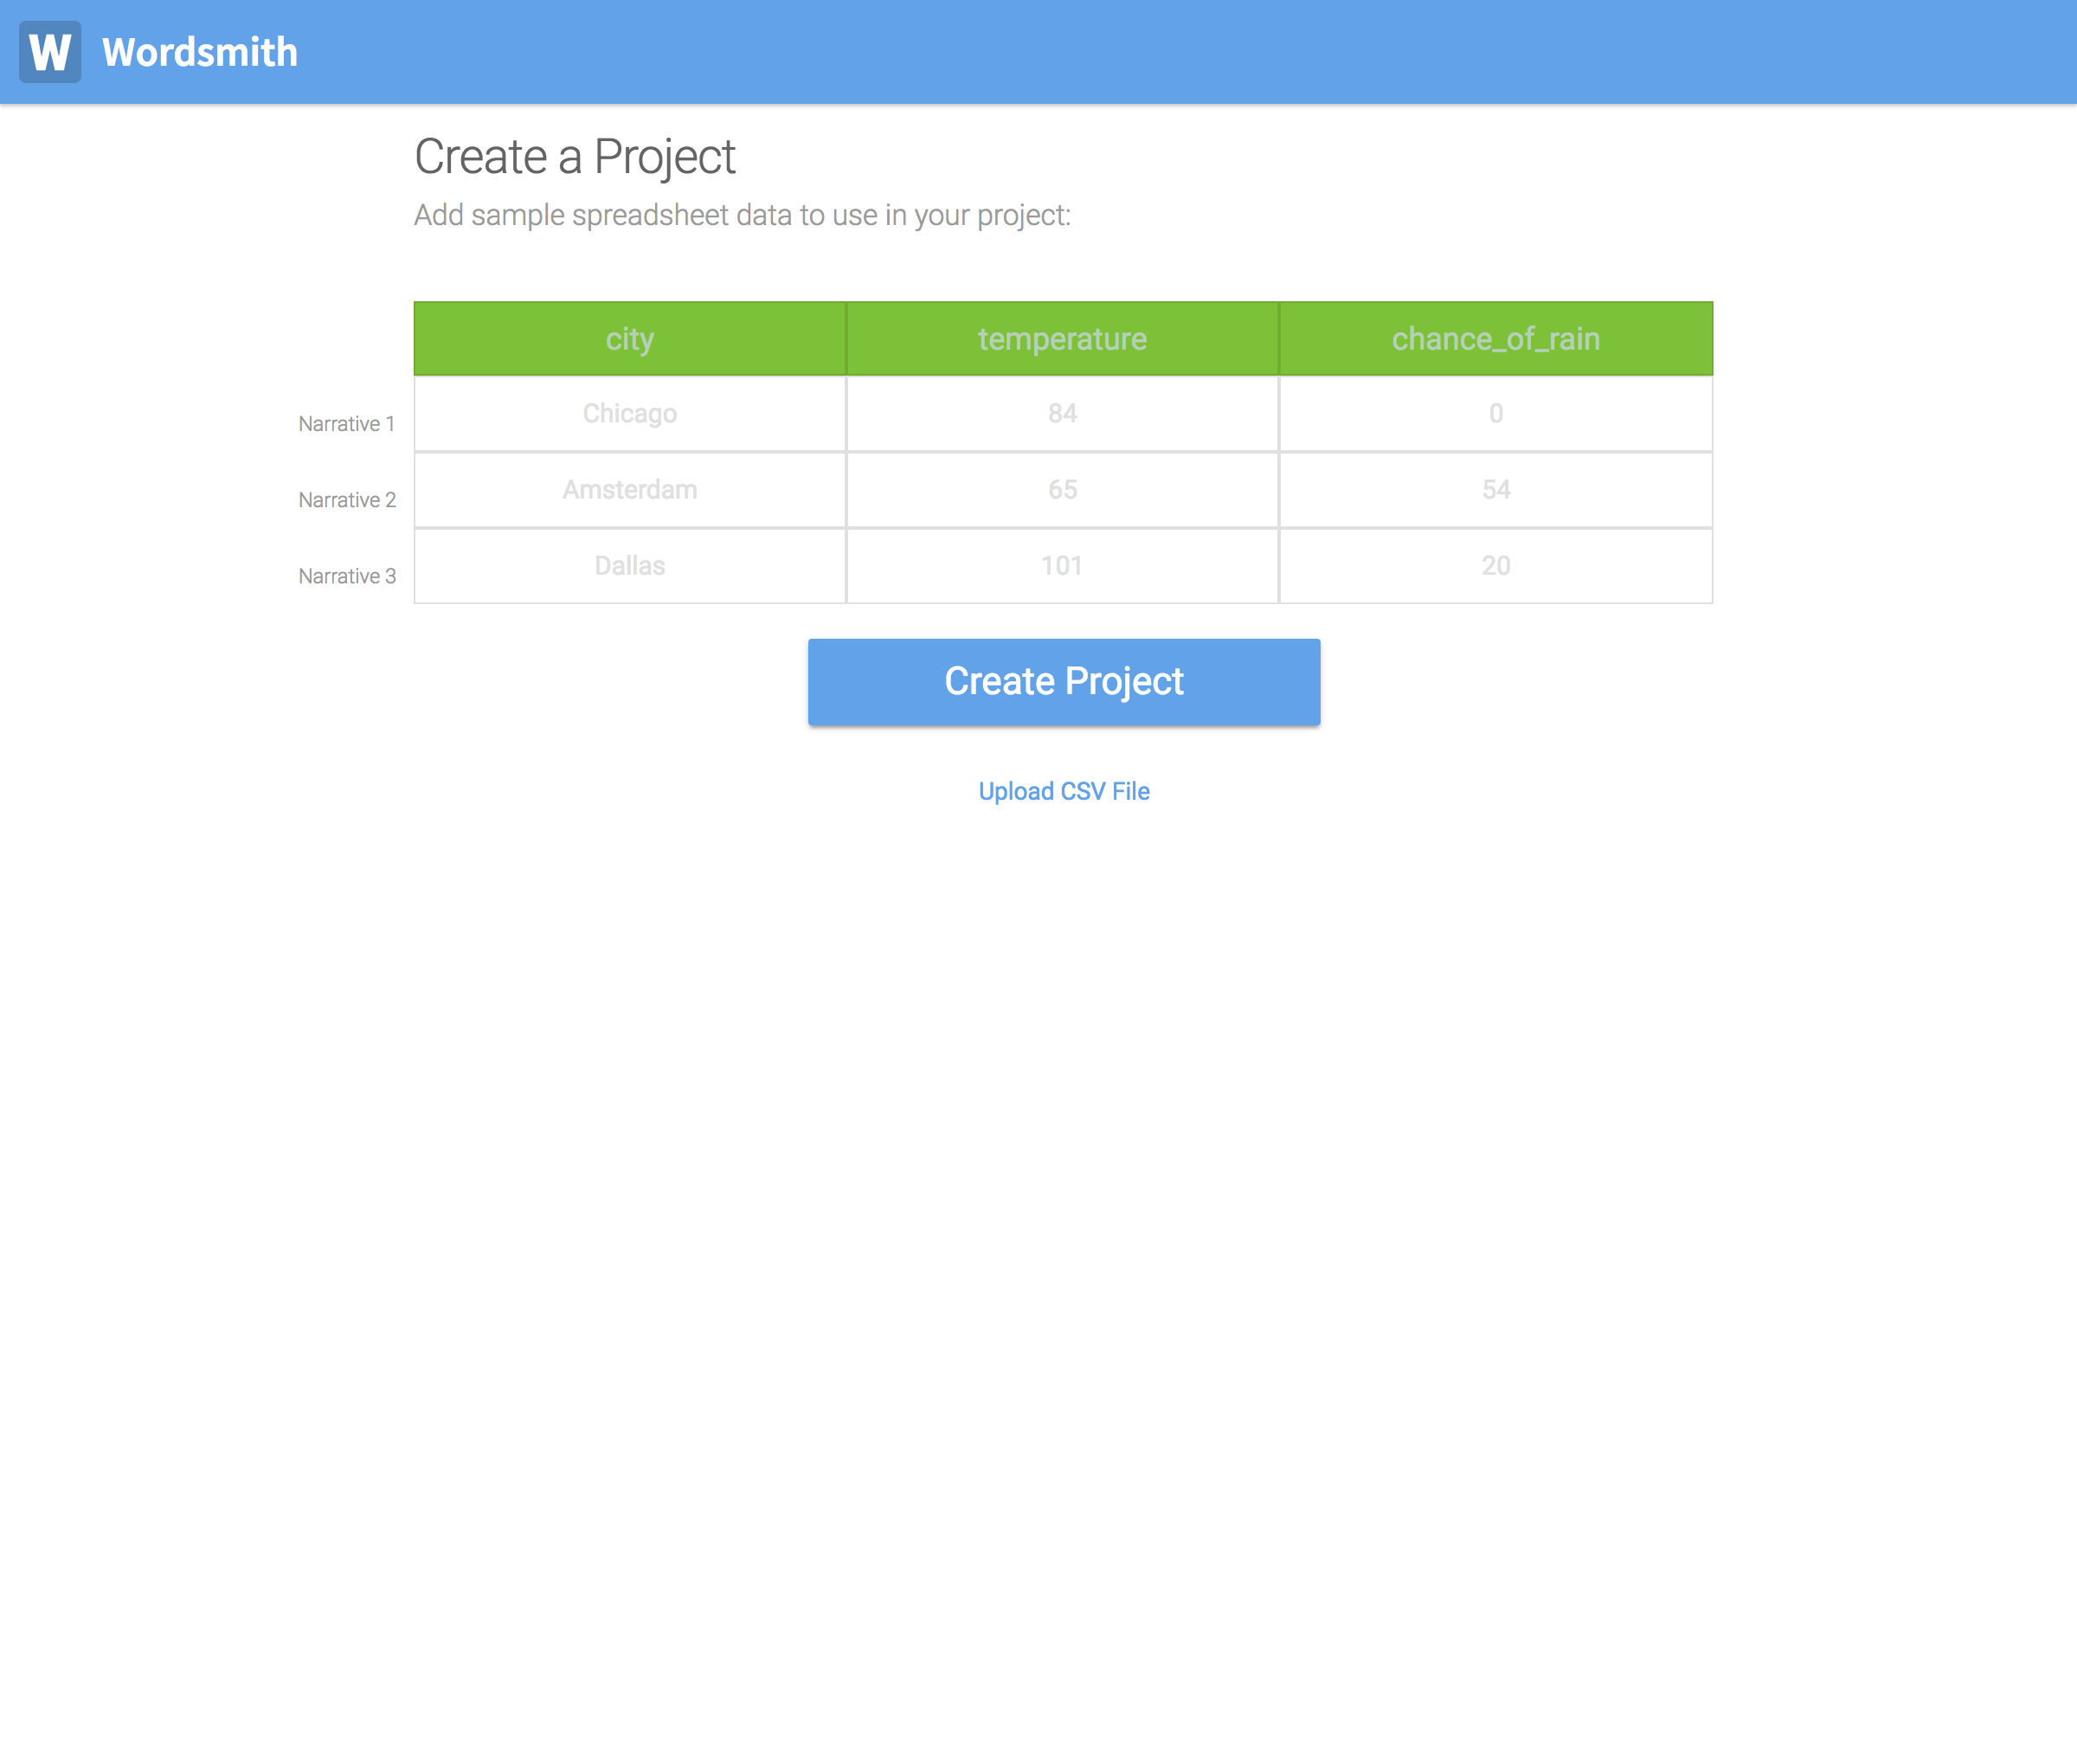 W Wordsmith
Create a Project
Add sample spreadsheet data to use in your project:
city temperature chance_of_rain
Narrative 1 Chicago 84 0
Narrative 2 Amsterdam 65 54
Narrative 3 Dallas 101 20
Create Project
Upload CSV File